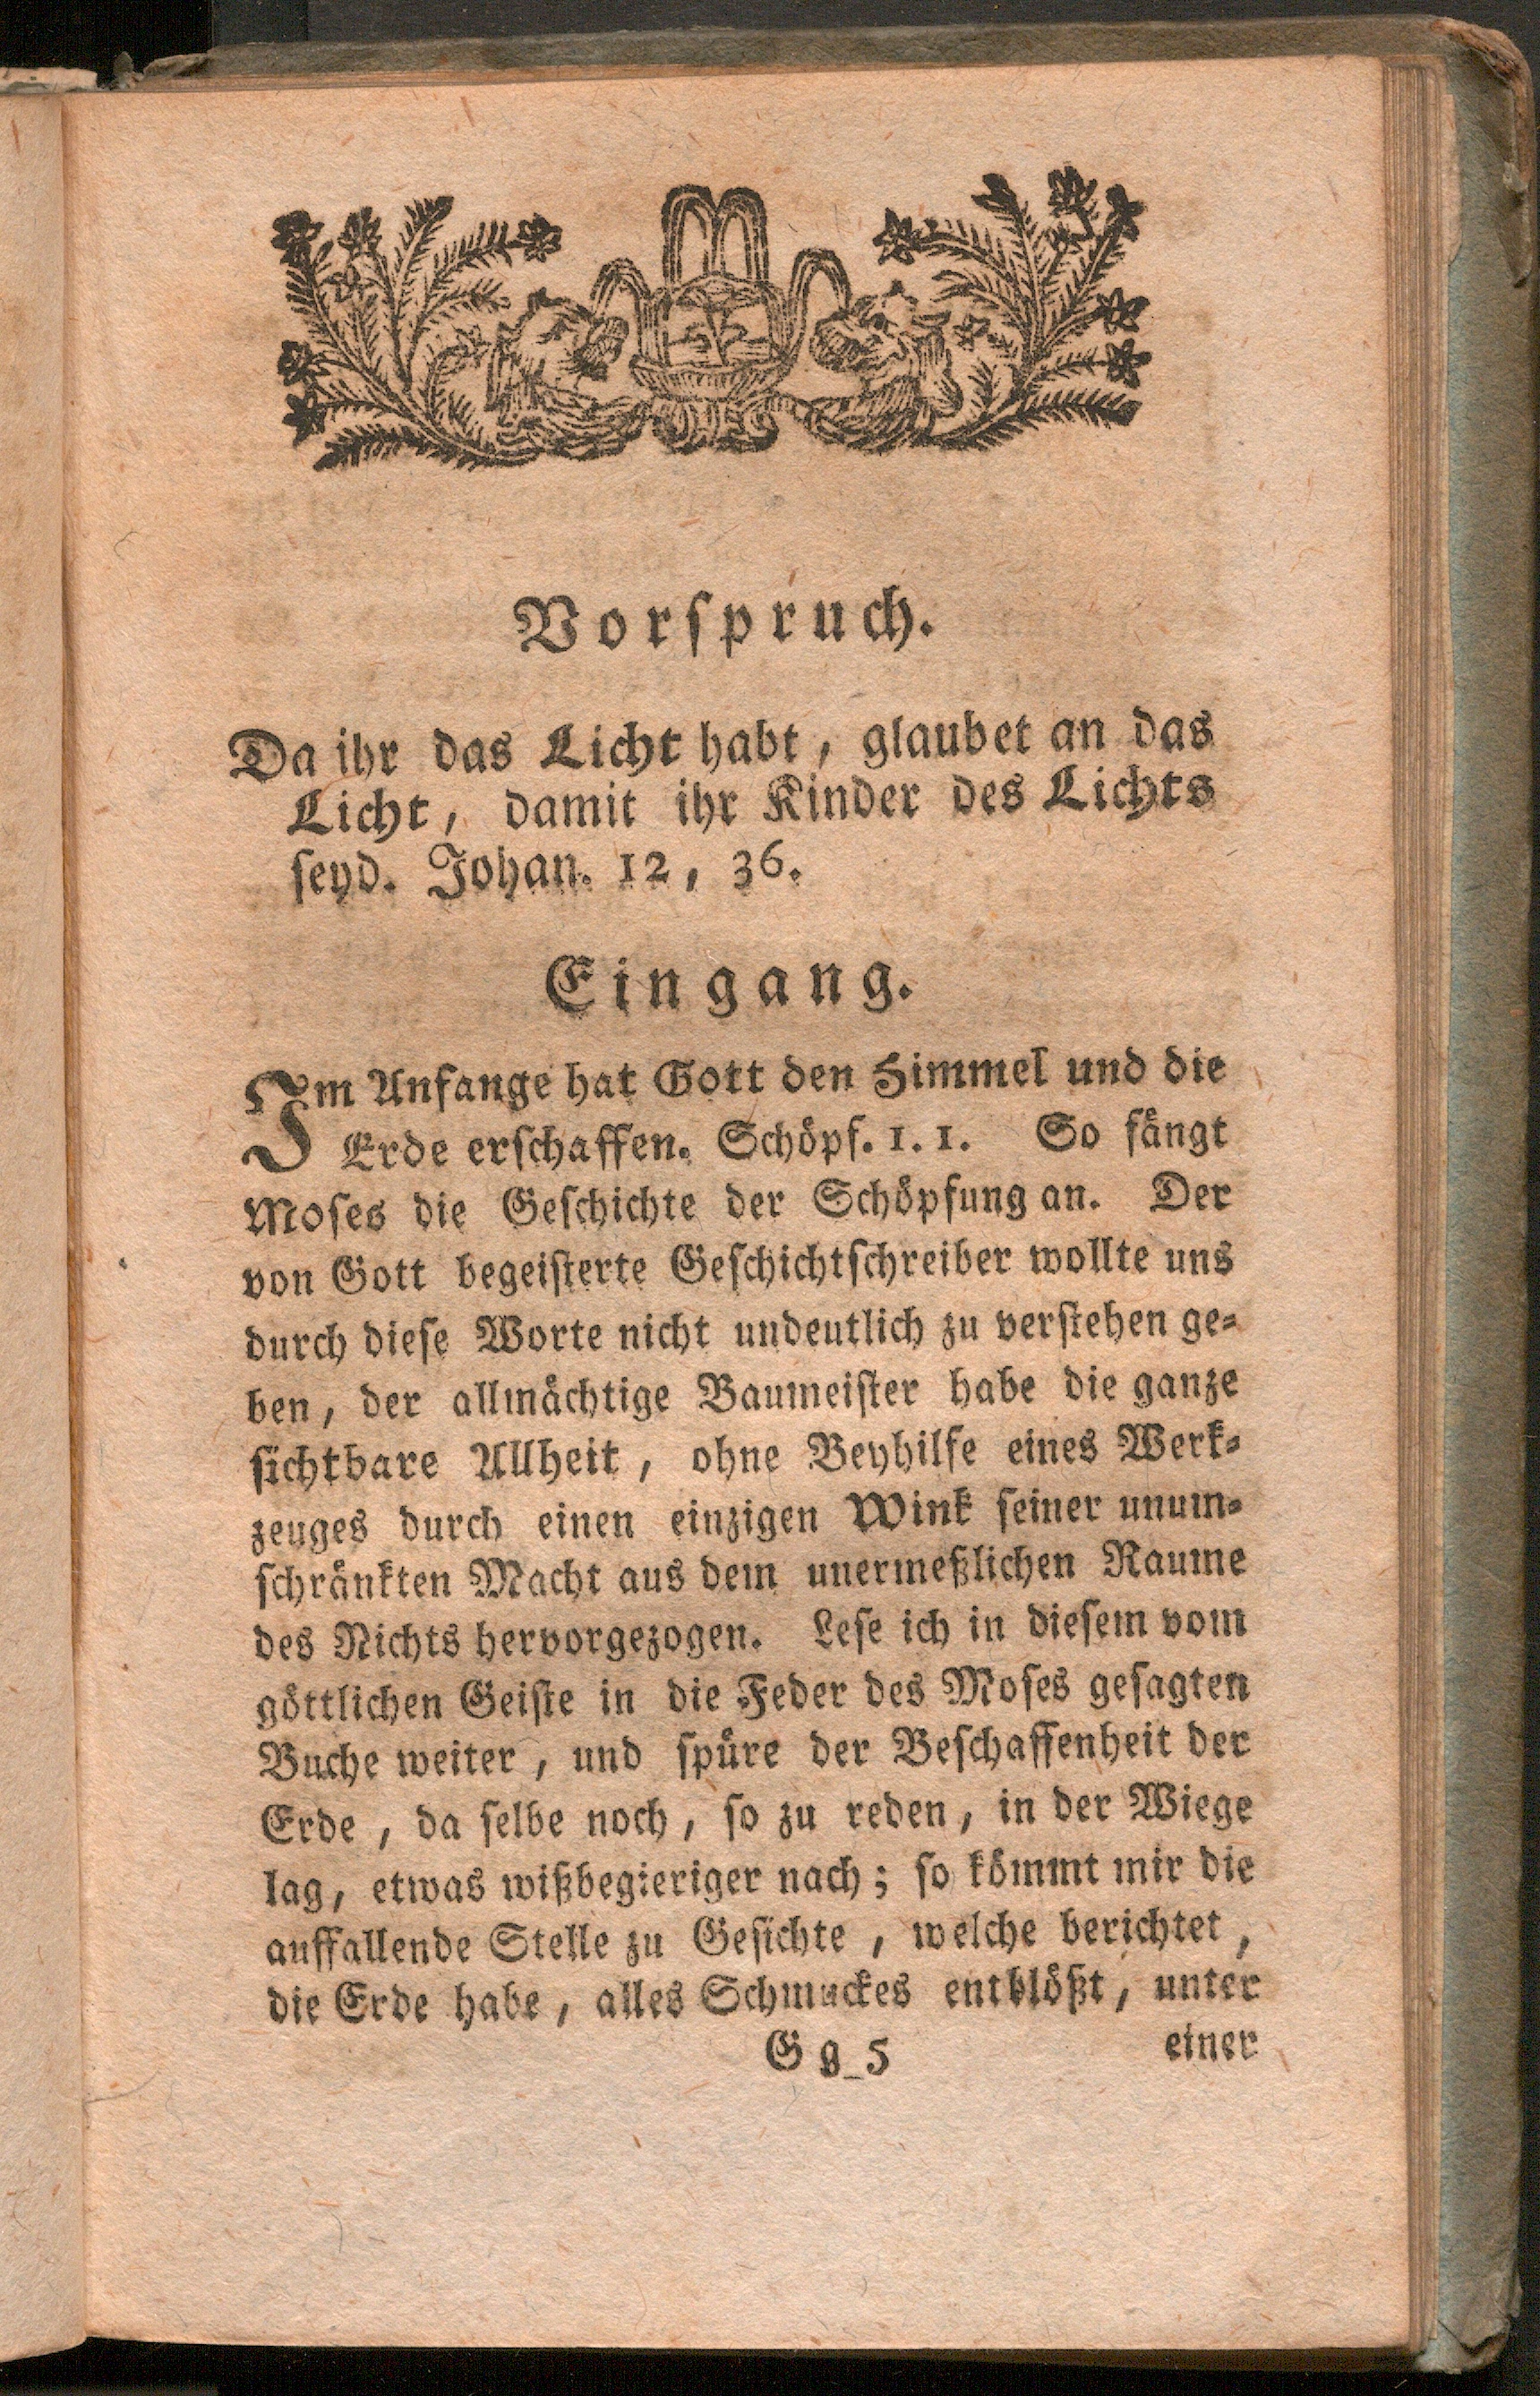 Vorspruch.
Da ihr das Licht habt, glaubet an das
Licht, damit ihr Kinder des Lichts
seyd. Johan. 12, 36.
Eingang.
Im Anfange hat Gott den Himmel und die
Erde erschaffen. Schöpf. 1. 1. So fängt
Moses die Geschichte der Schöpfung an. Der
von Gott begeisterte Geschichtschreiber wollte uns
durch diese Worte nicht undeutlich zu verstehen ge-
ben, der allmächtige Baumeister habe die ganze
sichtbare Allheit, ohne Beyhilfe eines Werk-
zeuges durch einen einzigen Wink seiner unum-
schränkten Macht aus dem unermeßlichen Raume
des Nichts hervorgezogen. Lese ich in diesem vom
göttlichen Geiste in die Feder des Moses gesagten
Buche weiter, und spüre der Beschaffenheit der
Erde, da selbe noch, so zu reden, in der Wiege
lag, etwas wißbegieriger nach; so kömmt mir die
auffallende Stelle zu Gesichte, welche berichtet,
die Erde habe, alles Schmuckes entblößt, unter
Gg 5 einer